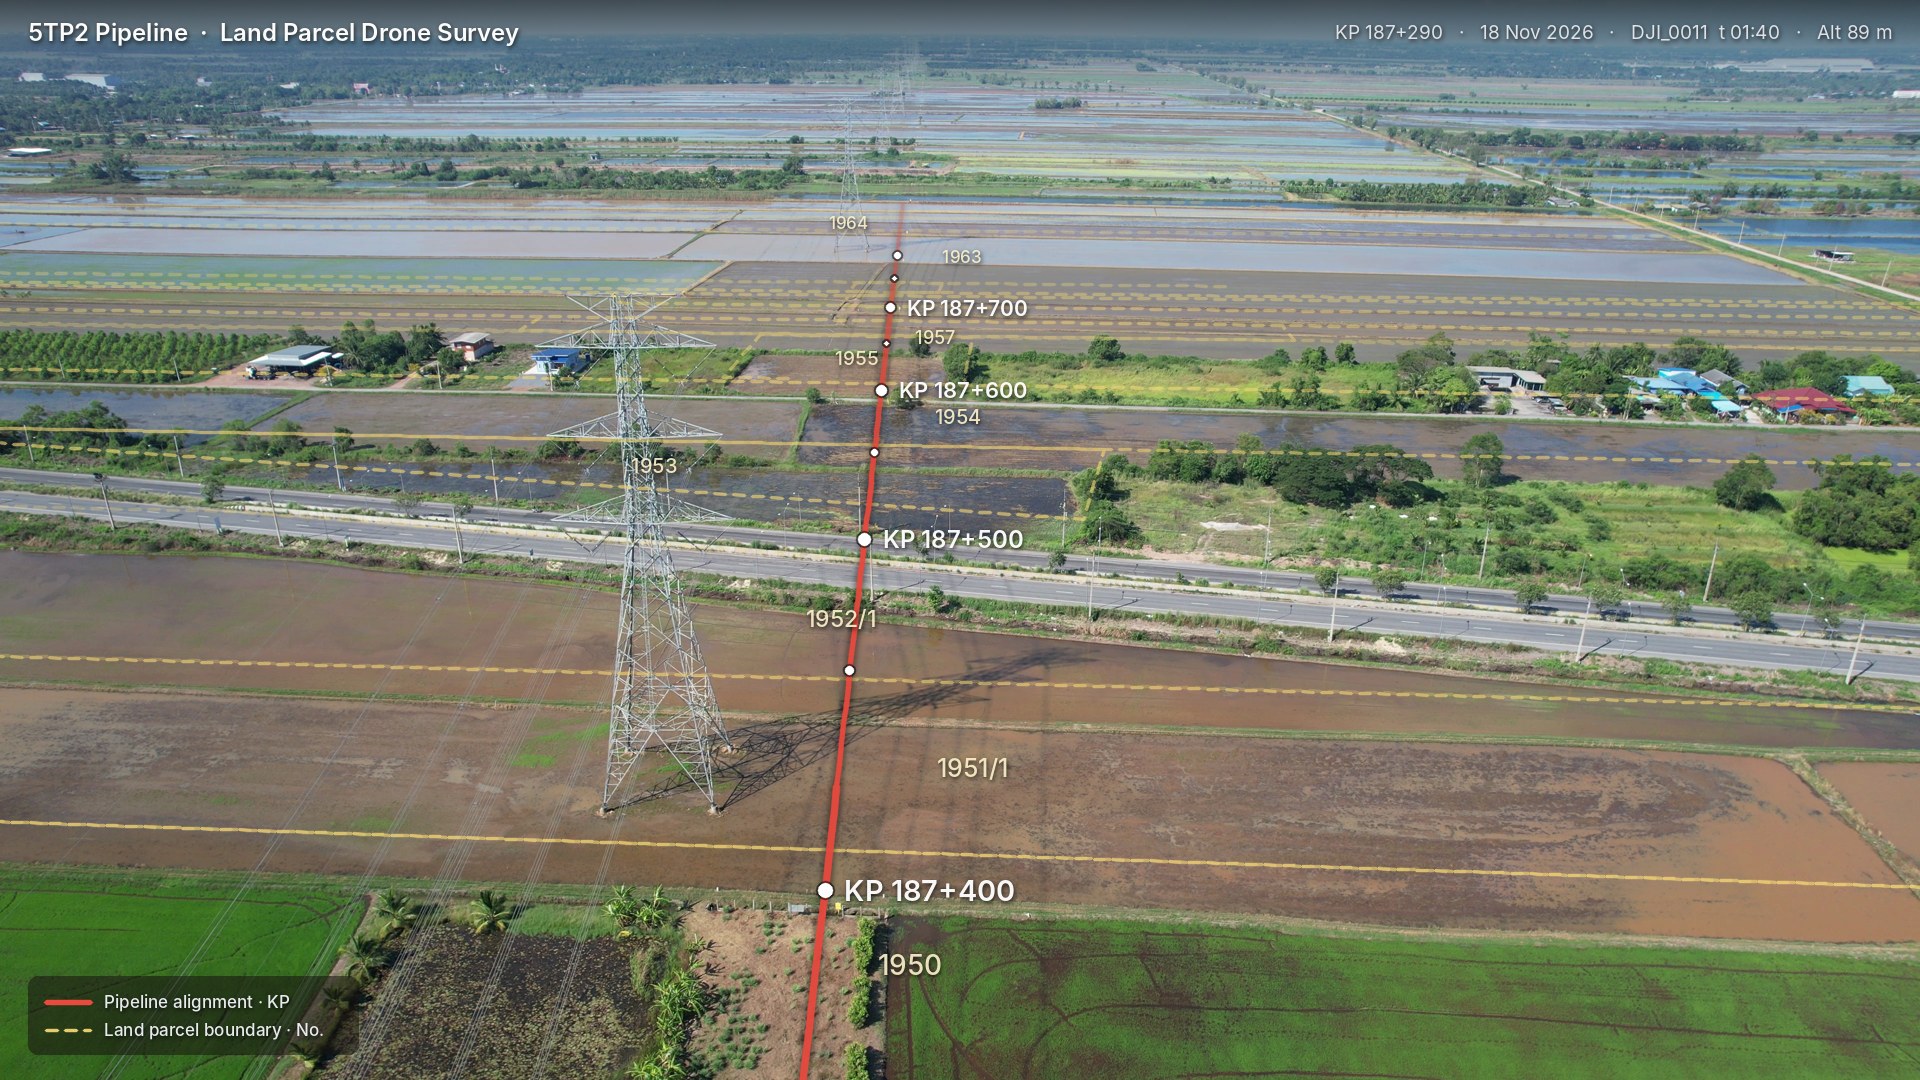 5TP2 Pipeline · Land Parcel Drone Survey
KP 187+290 · 18 Nov 2026 · DJI_0011 t 01:40 · Alt 89 m
1964
1963
KP 187+700
1957
1955
KP 187+600
1954
1953
KP 187+500
1952/1
1951/1
KP 187+400
1950
Pipeline alignment · KP
Land parcel boundary · No.